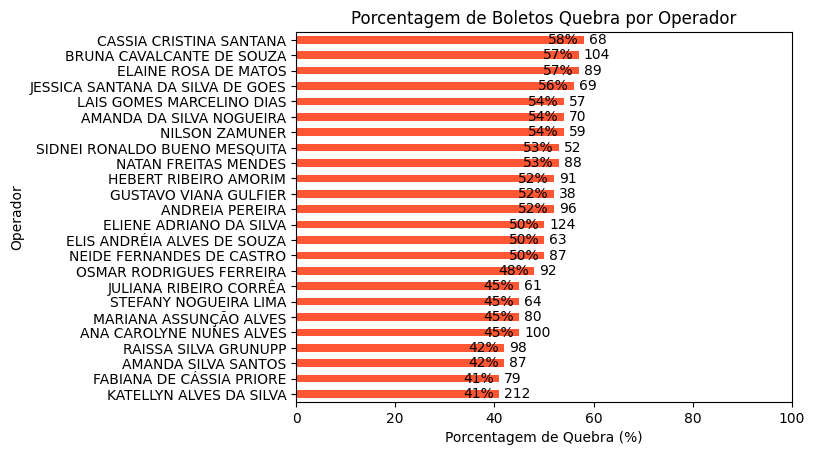 Porcentagem de Boletos Quebra por Operador
CASSIA CRISTINA SANTANA 58% 68
BRUNA CAVALCANTE DE SOUZA 57% 104
ELAINE ROSA DE MATOS 57% 89
JESSICA SANTANA DA SILVA DE GOES 56% 69
LAIS GOMES MARCELINO DIAS 54% 57
AMANDA DA SILVA NOGUEIRA 54% 70
NILSON ZAMUNER 54% 59
SIDNEI RONALDO BUENO MESQUITA 53% 52
NATAN FREITAS MENDES 53% 88
HEBERT RIBEIRO AMORIM 52% 91
GUSTAVO VIANA GULFIER 52% 38
ANDREIA PEREIRA 52% 96
ELIENE ADRIANO DA SILVA 50% 124
ELIS ANDRÉIA ALVES DE SOUZA 50% 63
NEIDE FERNANDES DE CASTRO 50% 87
OSMAR RODRIGUES FERREIRA 48% 92
JULIANA RIBEIRO CORRÊA 45% 61
STEFANY NOGUEIRA LIMA 45% 64
MARIANA ASSUNÇÃO ALVES 45% 80
ANA CAROLYNE NUNES ALVES 45% 100
RAISSA SILVA GRUNUPP 42% 98
AMANDA SILVA SANTOS 42% 87
FABIANA DE CÁSSIA PRIORE 41% 79
KATELLYN ALVES DA SILVA 41% 212
Operador
0 20 40 60 80 100
Porcentagem de Quebra (%)